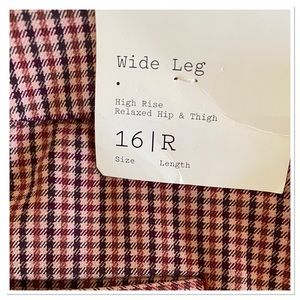 Wide Leg
High Rise
Relaxed Hip & Thigh
16|R
Size Length